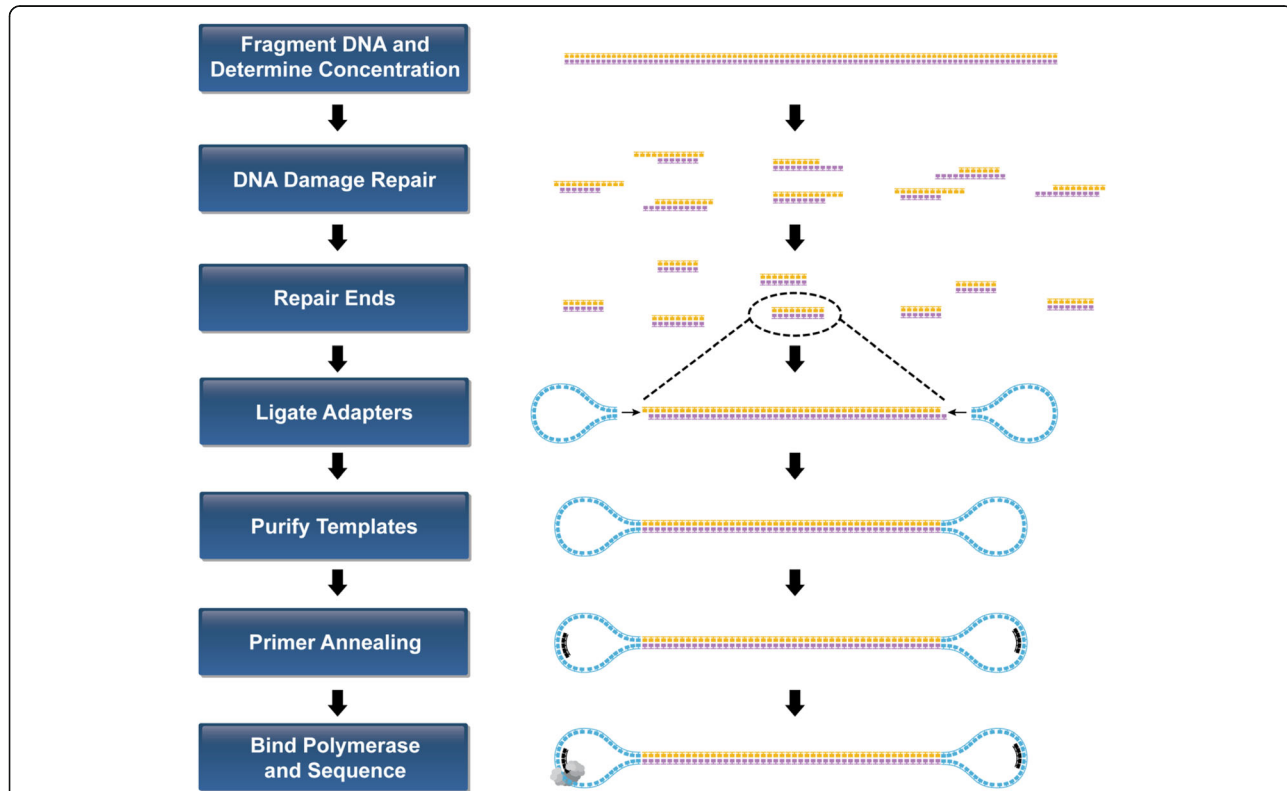 Fragment DNA and
Determine Concentration
DNA Damage Repair
Repair Ends
Ligate Adapters
Purify Templates
Primer Annealing
Bind Polymerase
and Sequence